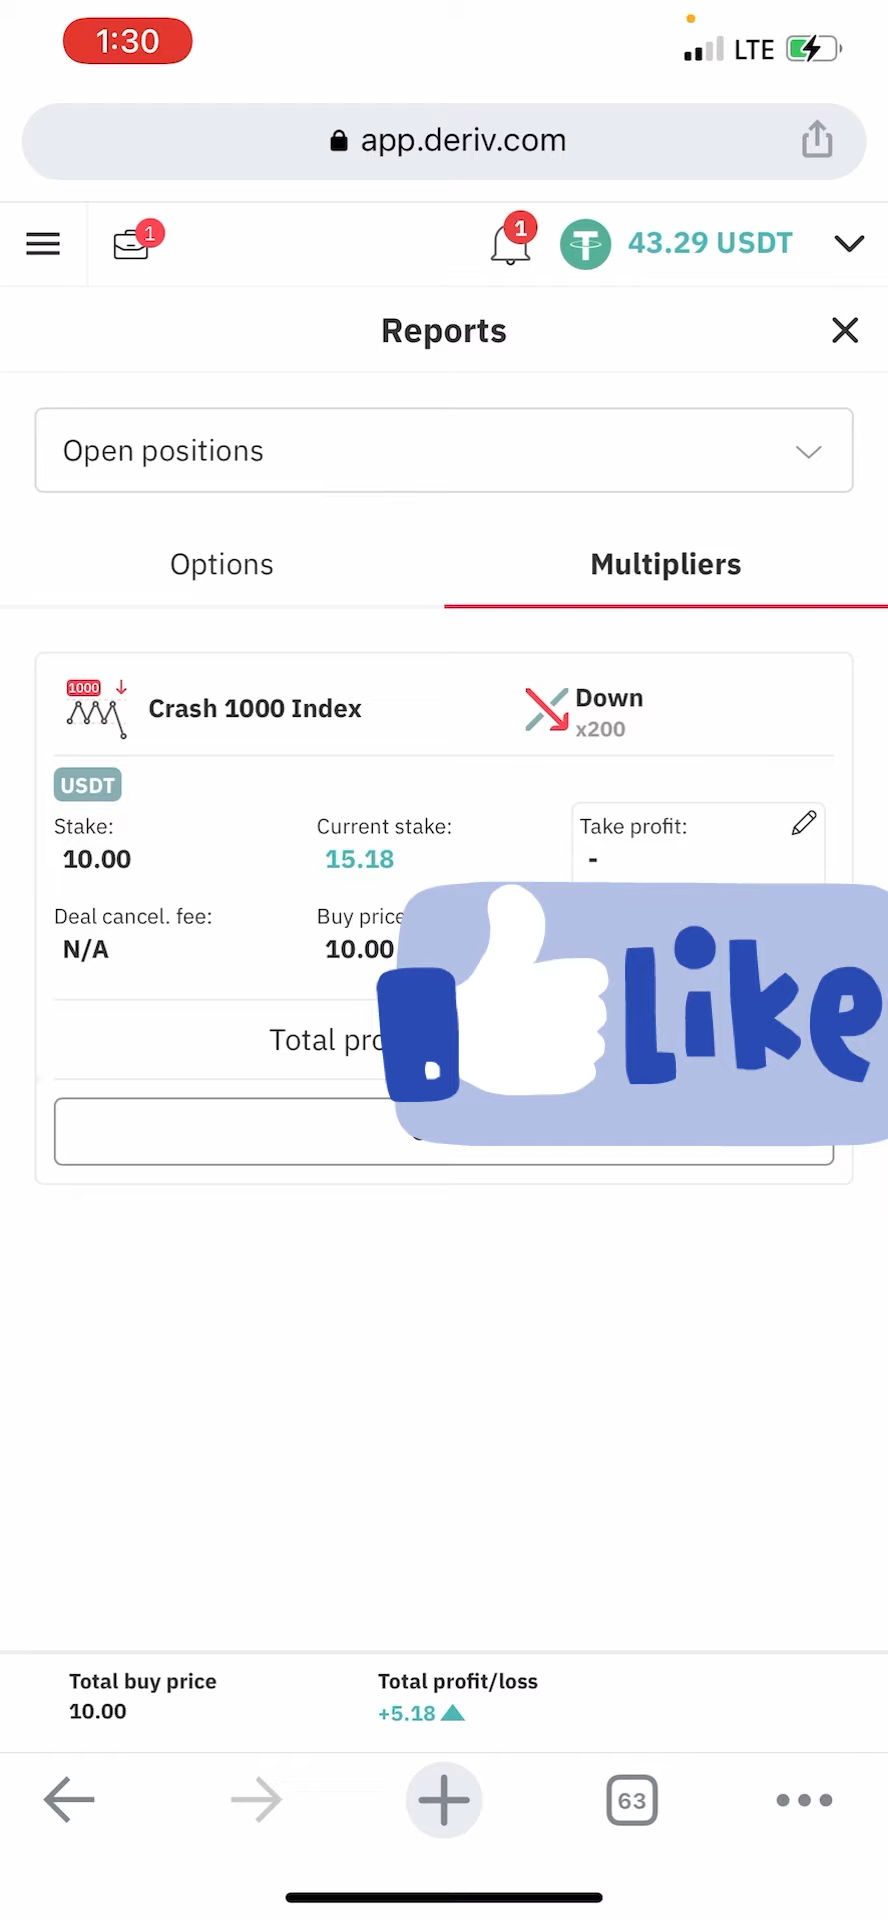 1:30
LTE
app.deriv.com
1
1
43.29 USDT
Reports
Open positions
Options
Multipliers
1000
Crash 1000 Index
Down
x200
USDT
Stake:
Current stake:
Take profit:
10.00
15.18
-
Deal cancel. fee:
Buy price
N/A
10.00
Like
Total pro
Total buy price
Total profit/loss
10.00
+5.18
63